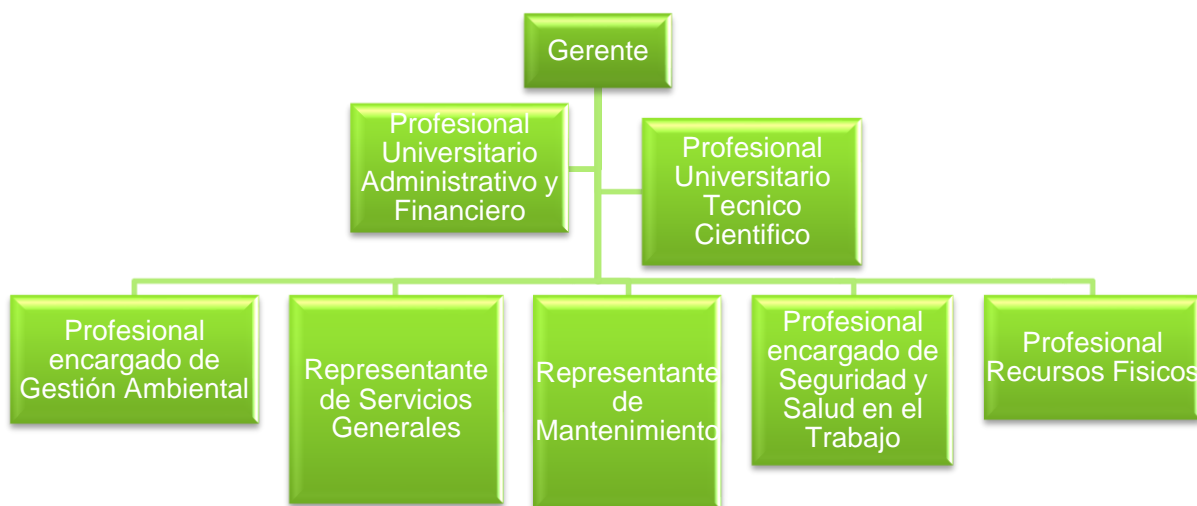 Gerente
Profesional
Universitario
Administrativo y
Financiero
Profesional
Universitario
Tecnico
Cientifico
Profesional
encargado de
Gestión Ambiental
Representante
de Servicios
Generales
Representante
de
Mantenimiento
Profesional
encargado de
Seguridad y
Salud en el
Trabajo
Profesional
Recursos Fisicos